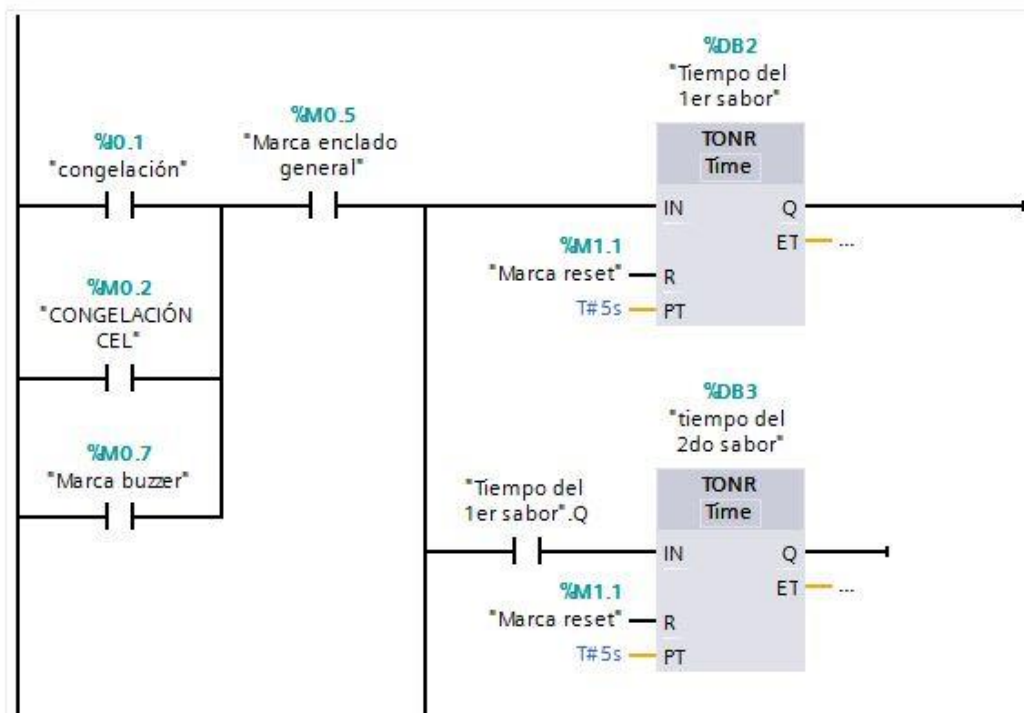 %DB2
"Tiempo del
1er sabor"
%I0.1
"congelación"
%M0.5
"Marca enclado
general"
TONR
Time
IN
Q
ET
...
%M1.1
"Marca reset"
R
T#5s
PT
%M0.2
"CONGELACIÓN
CEL"
%M0.7
"Marca buzzer"
%DB3
"tiempo del
2do sabor"
"Tiempo del
1er sabor".Q
TONR
Time
IN
Q
ET
...
%M1.1
"Marca reset"
R
T#5s
PT